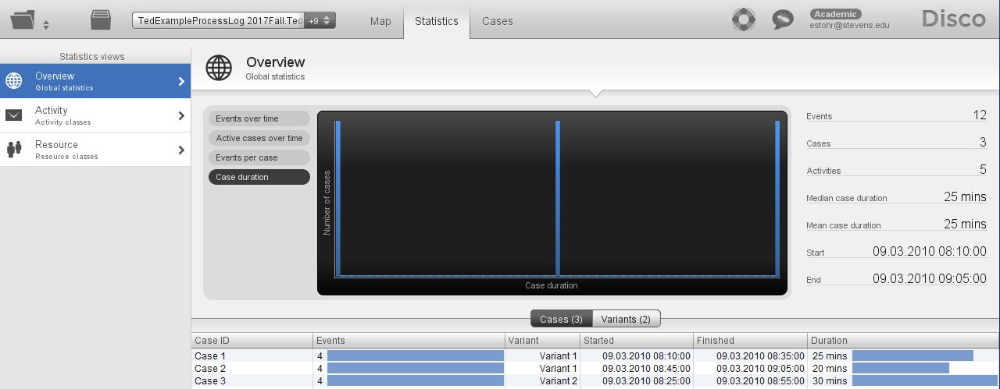 TedExampleProcessLog 2017Fall.Ted +9
Map Statistics Cases
Academic
estohr@stevens.edu
Disco
Statistics views
Overview
Global statistics
Activity
Activity classes
Resource
Resource classes
Overview
Global statistics
Events over time
Active cases over time
Events per case
Case duration
Number of cases
Case duration
Events 12
Cases 3
Activities 5
Median case duration 25 mins
Mean case duration 25 mins
Start 09.03.2010 08:10:00
End 09.03.2010 09:05:00
Cases (3) Variants (2)
Case ID Events Variant Started Finished Duration
Case 1 4 Variant 1 09.03.2010 08:10:00 09.03.2010 08:35:00 25 mins
Case 2 4 Variant 1 09.03.2010 08:45:00 09.03.2010 09:05:00 20 mins
Case 3 4 Variant 2 09.03.2010 08:25:00 09.03.2010 08:55:00 30 mins